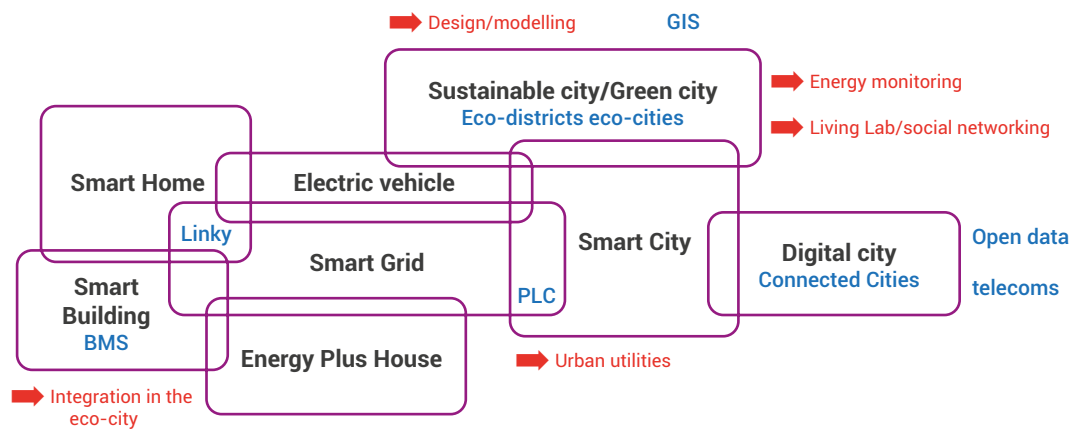 Design/modelling
GIS
Sustainable city/Green city
Eco-districts eco-cities
Energy monitoring
Living Lab/social networking
Smart Home
Electric vehicle
Linky
Smart Grid
Smart City
PLC
Digital city
Connected Cities
Open data
telecoms
Smart
Building
BMS
Energy Plus House
Urban utilities
Integration in the
eco-city